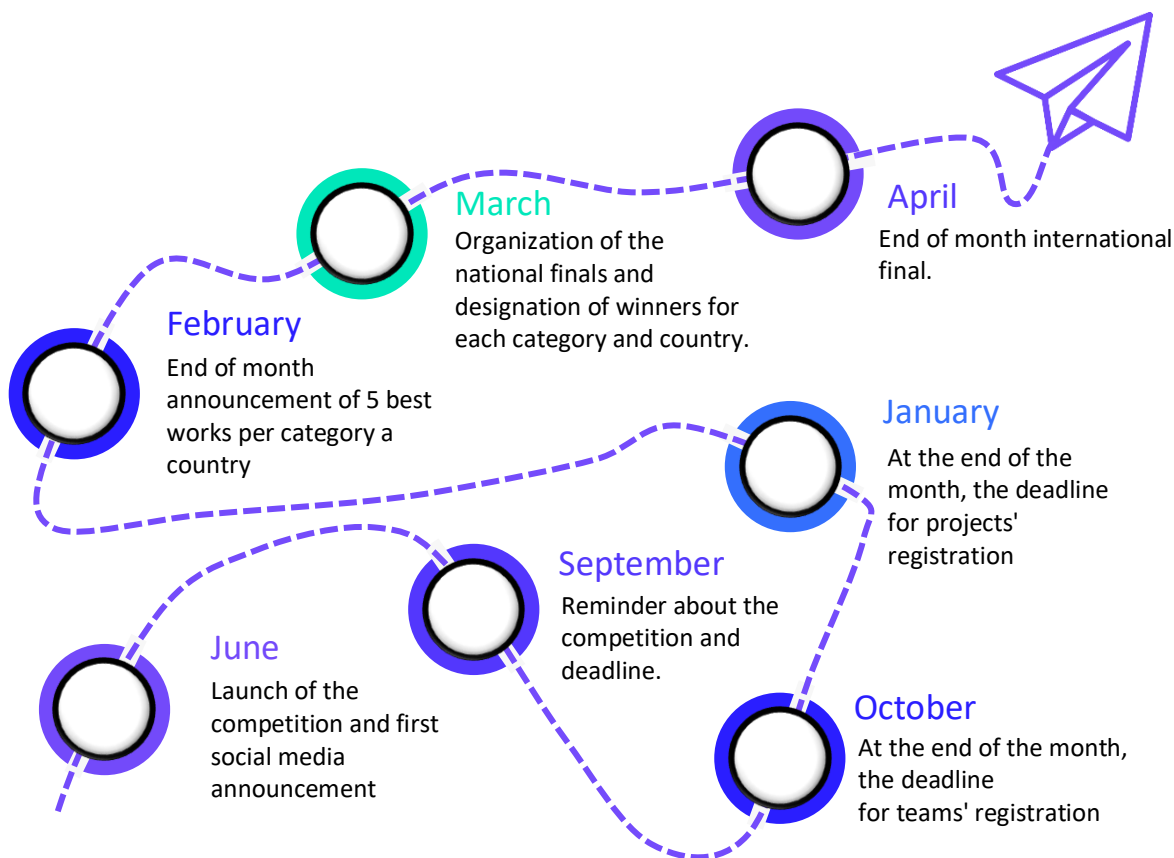 March
Organization of the
national finals and
designation of winners for
each category and country.
April
End of month international
final.
February
End of month
announcement of 5 best
works per category a
country
January
At the end of the
month, the deadline
for projects'
registration
September
Reminder about the
competition and
deadline.
June
Launch of the
competition and first
social media
announcement
October
At the end of the month,
the deadline
for teams' registration